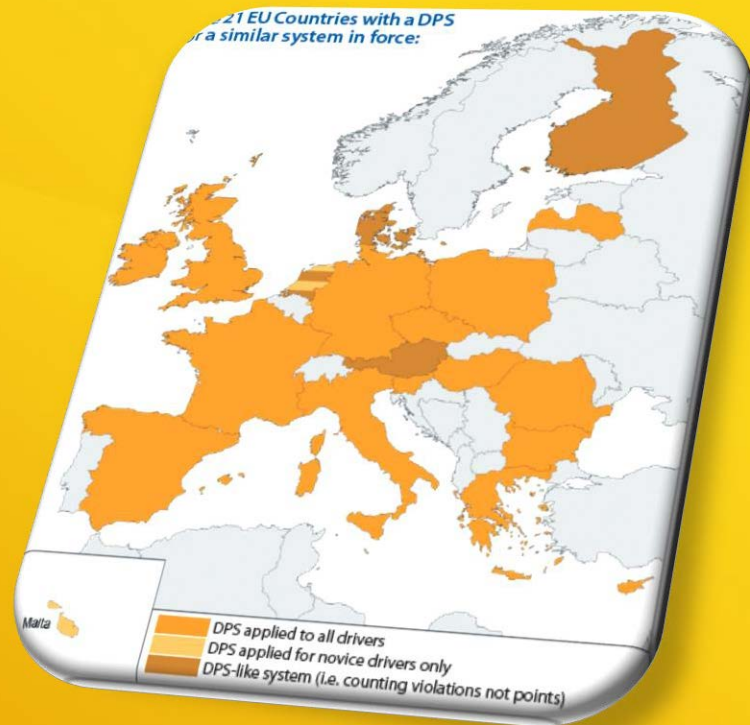 21 EU Countries with a DPS
or a similar system in force:
Malta
DPS applied to all drivers
DPS applied for novice drivers only
DPS-like system (i.e. counting violations not points)